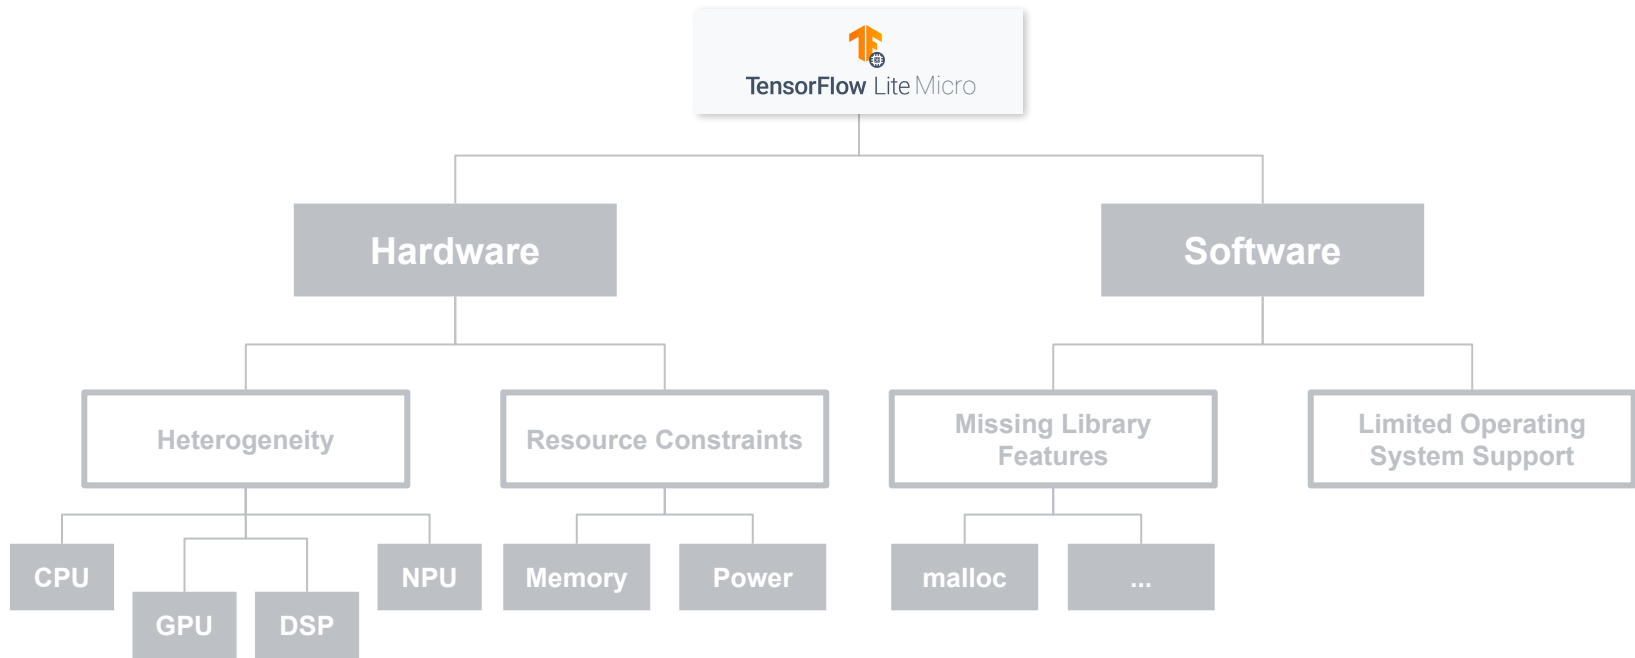 TensorFlow Lite Micro
Hardware
Software
Heterogeneity
Resource Constraints
Missing Library
Features
Limited Operating
System Support
CPU
GPU
DSP
NPU
Memory
Power
malloc
...